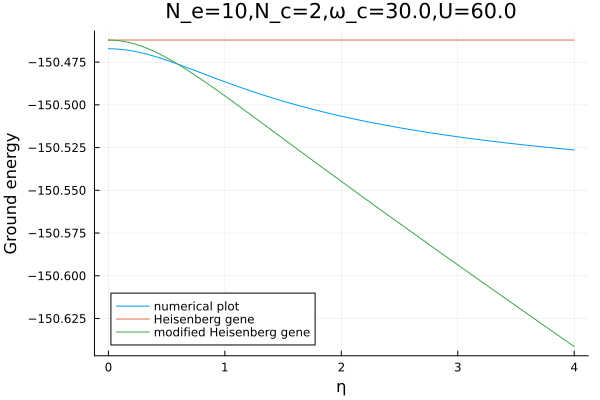 N_e=10,N_c=2,ω_c=30.0,U=60.0
Ground energy
−150.475
−150.500
−150.525
−150.550
−150.575
−150.600
−150.625
numerical plot
Heisenberg gene
modified Heisenberg gene
0 1 2 3 4
η